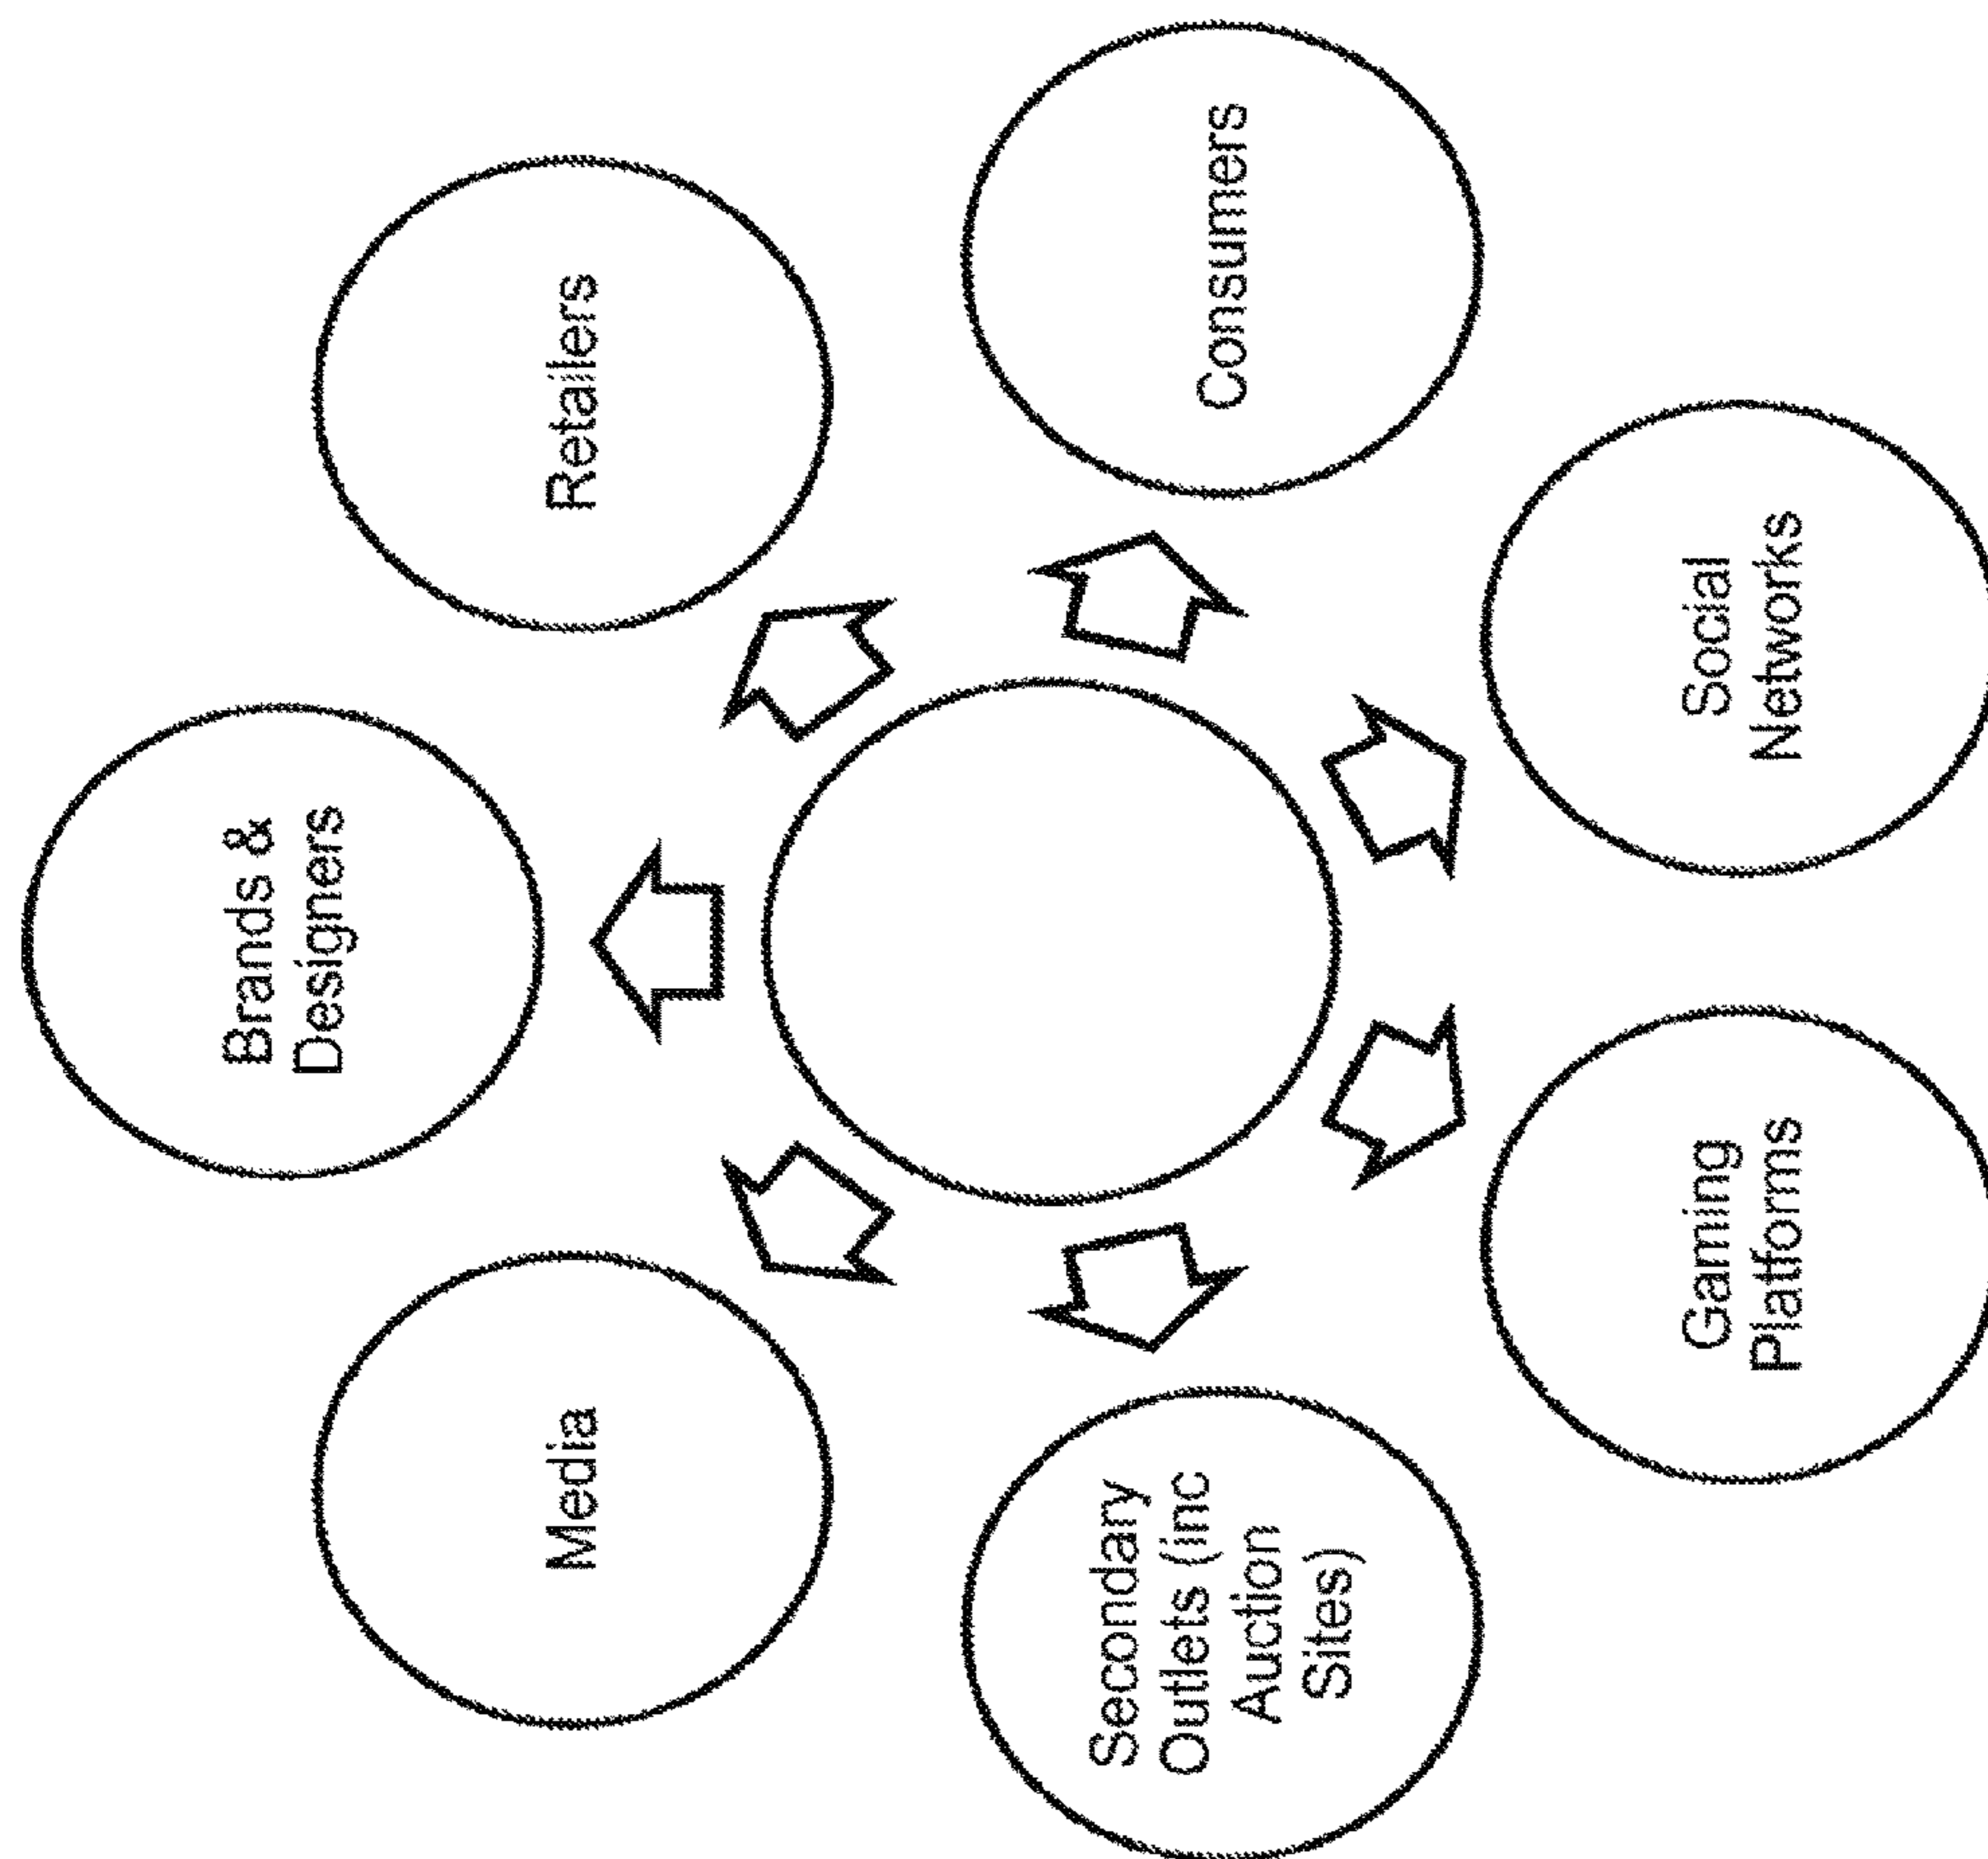 Brands &
Designers
Retailers
Consumers
Social
Networks
Gaming
Platforms
Secondary
Outlets (inc
Auction
Sites)
Media